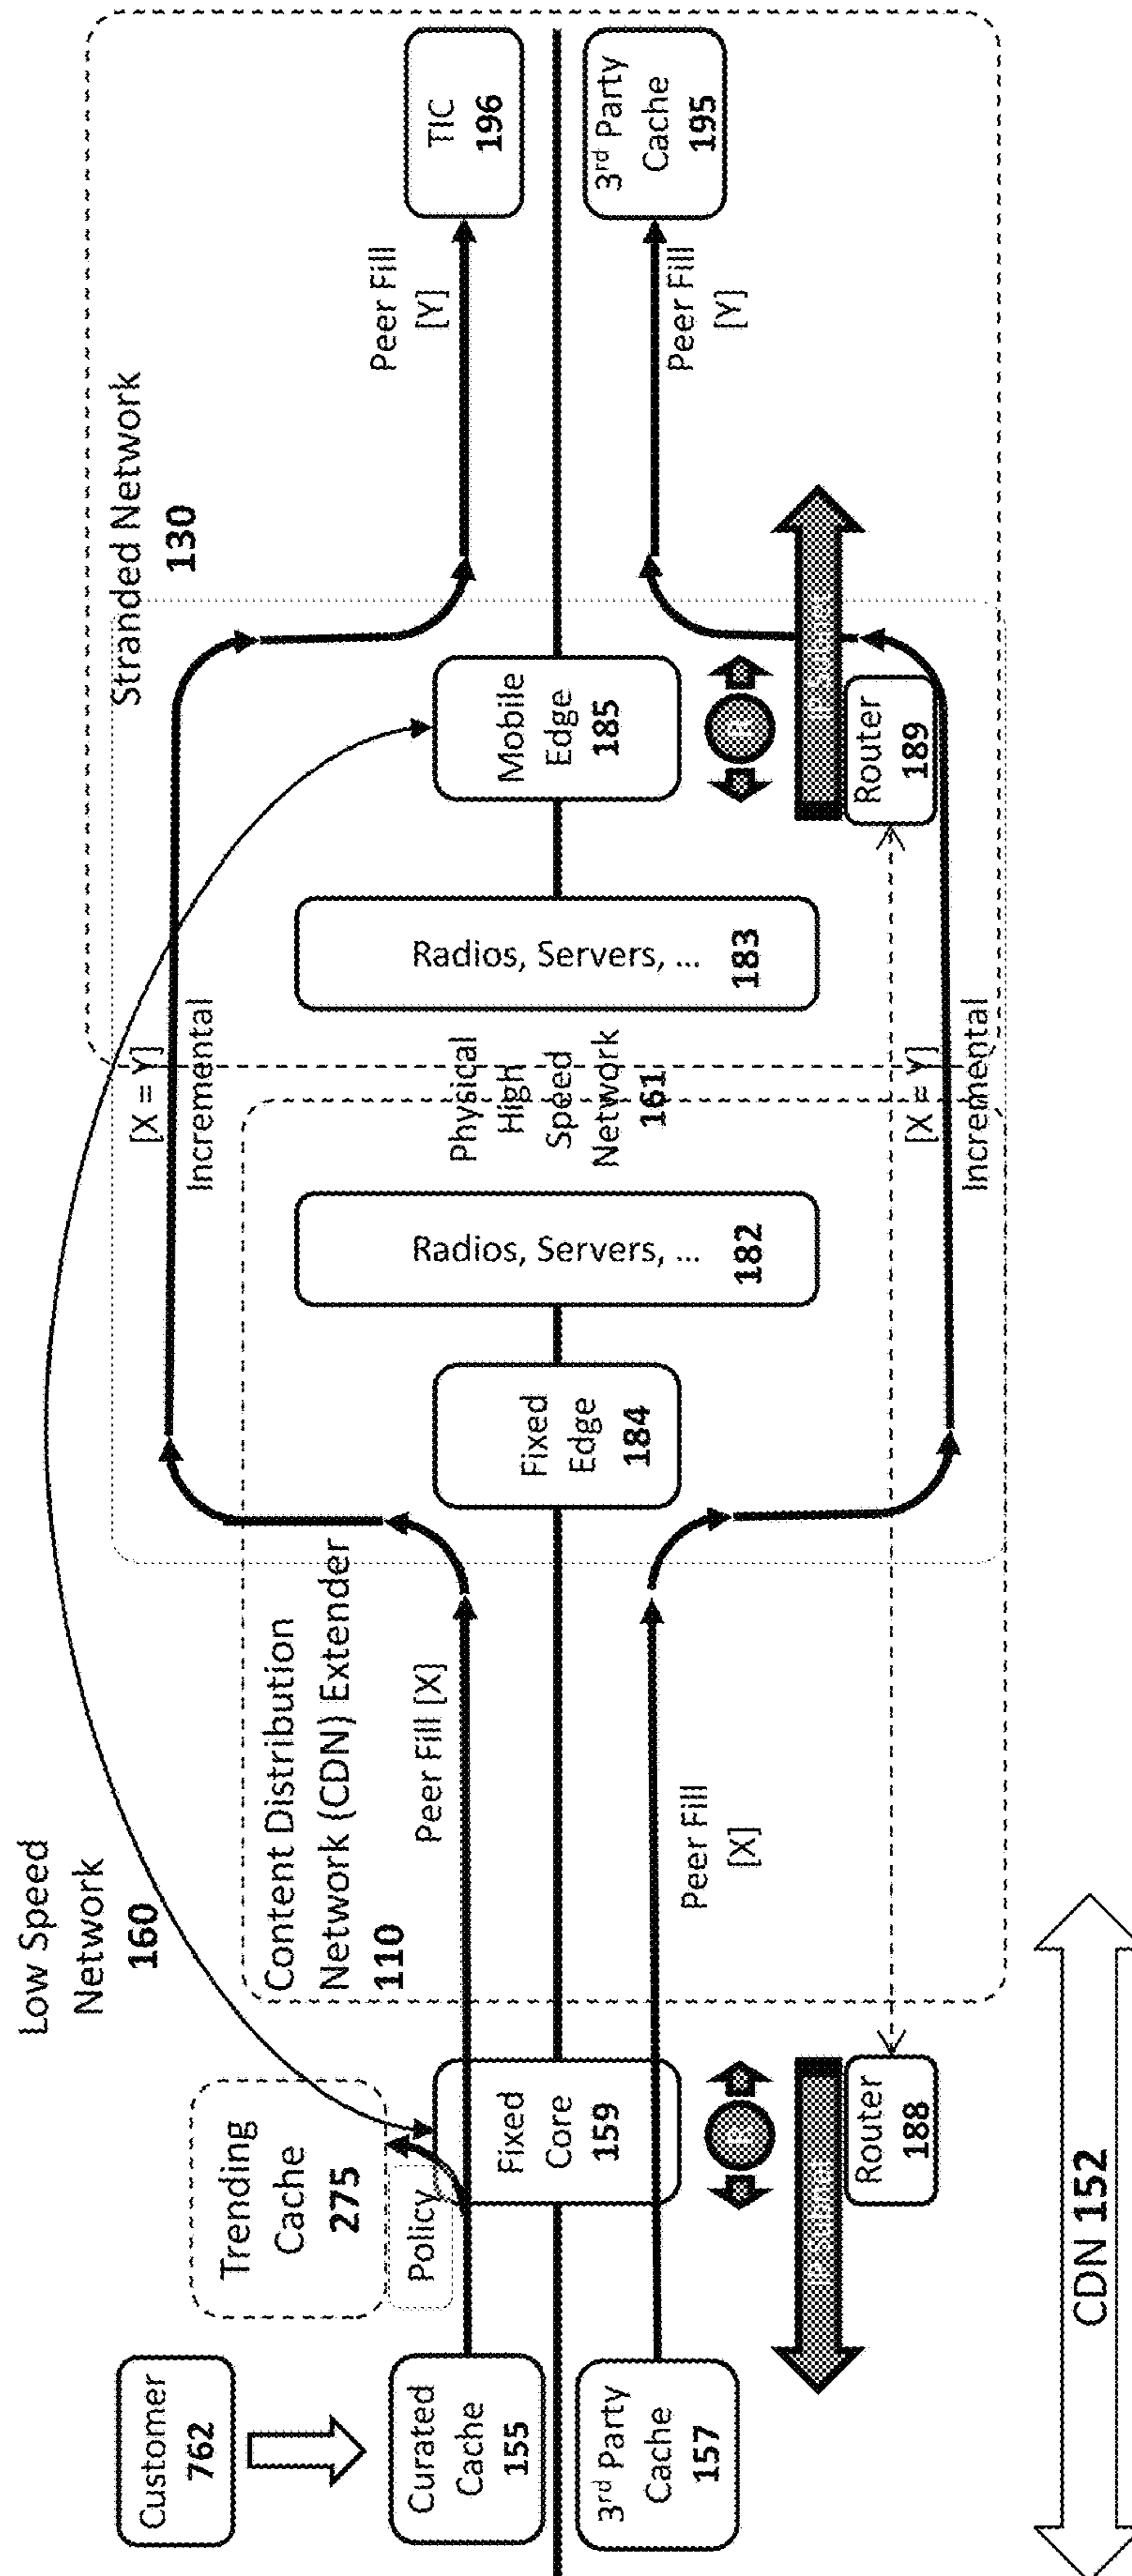 Low Speed
Network
160
Stranded Network
130
Customer
762
Trending
Cache
275
Policy
Content Distribution
Network (CDN) Extender
110
[X = Y]
Incremental
Curated
Cache
155
Peer Fill [X]
Peer Fill
[Y]
TIC
196
Fixed
Core
159
Fixed
Edge
184
Radios, Servers, ...
182
Physical
High
Speed
Network
161
Radios, Servers, ...
183
Mobile
Edge
185
3rd Party
Cache
157
Peer Fill
[X]
Peer Fill
[Y]
3rd Party
Cache
195
Router
188
[X = Y]
Incremental
Router
189
CDN 152